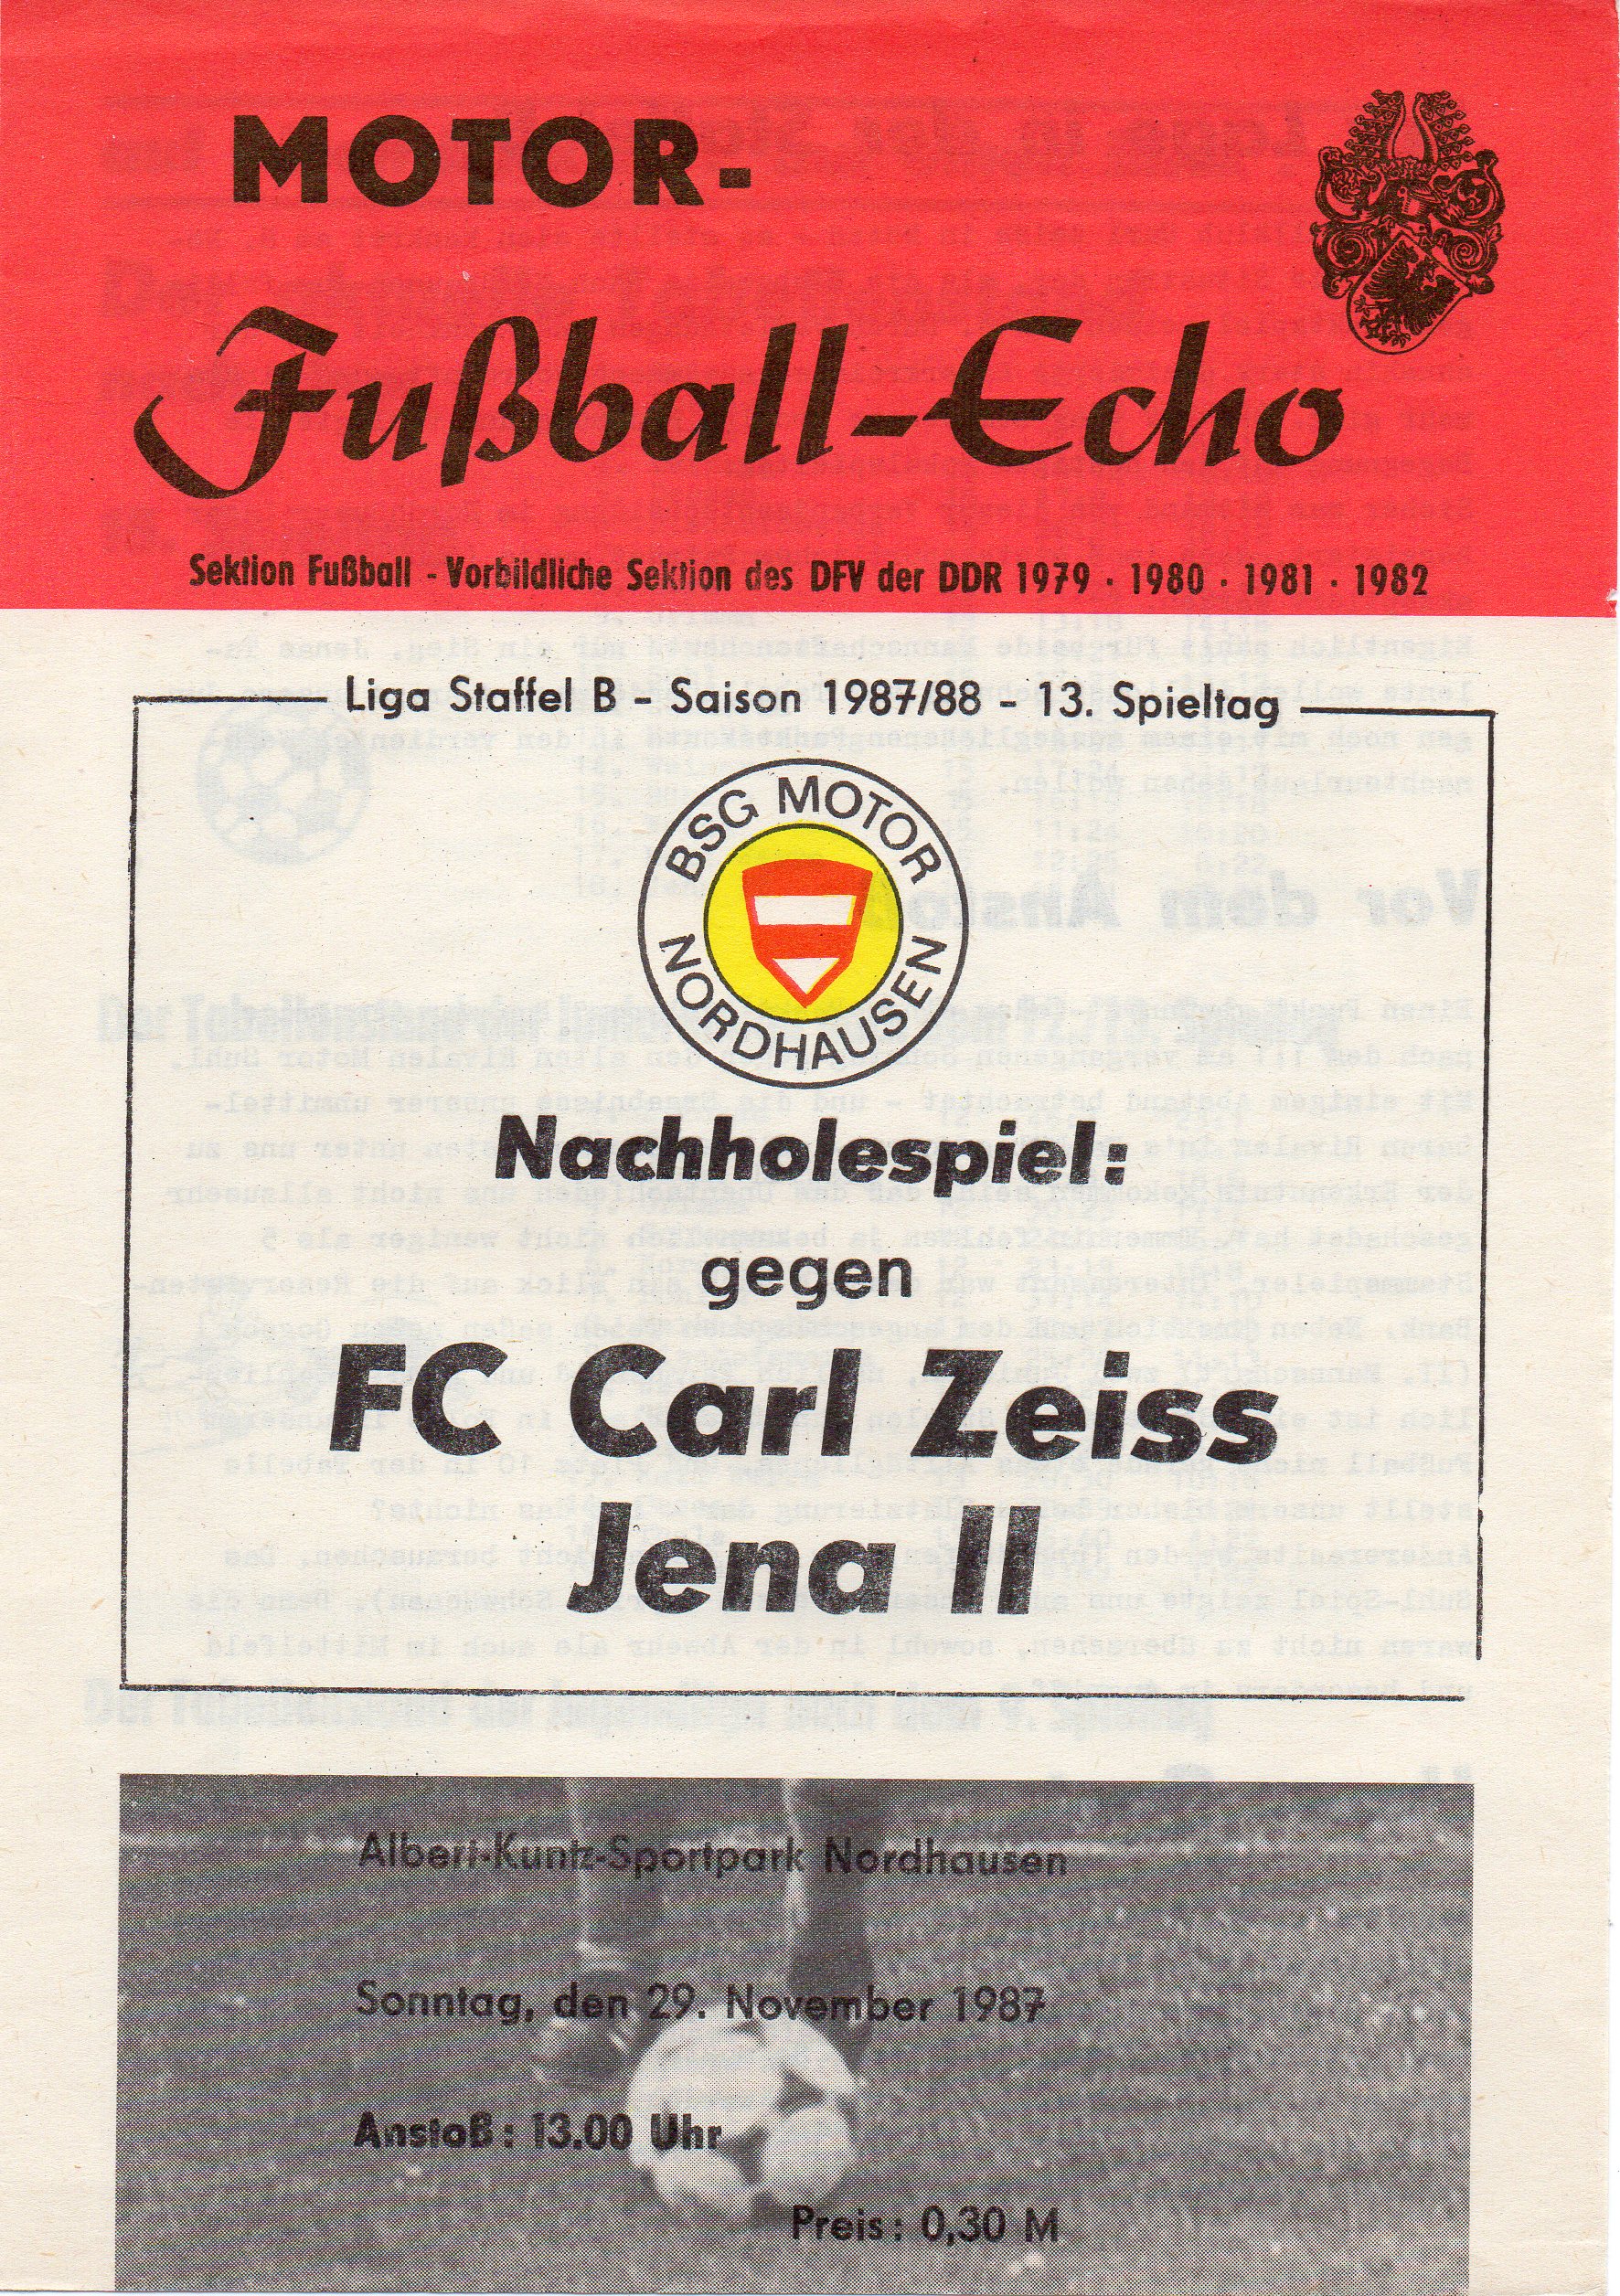 MOTOR-
Fußball-Echo
Sektion Fußball - Vorbildliche Sektion des DFV der DDR 1979 · 1980 · 1981 · 1982
Liga Staffel B - Saison 1987/88 - 13. Spieltag
BSG MOTOR
NORDHAUSEN
Nachholespiel:
gegen
FC Carl Zeiss
Jena II
Albert-Kuntz-Sportpark Nordhausen
Sonntag, den 29. November 1987
Anstoß: 13.00 Uhr
Preis: 0,30 M